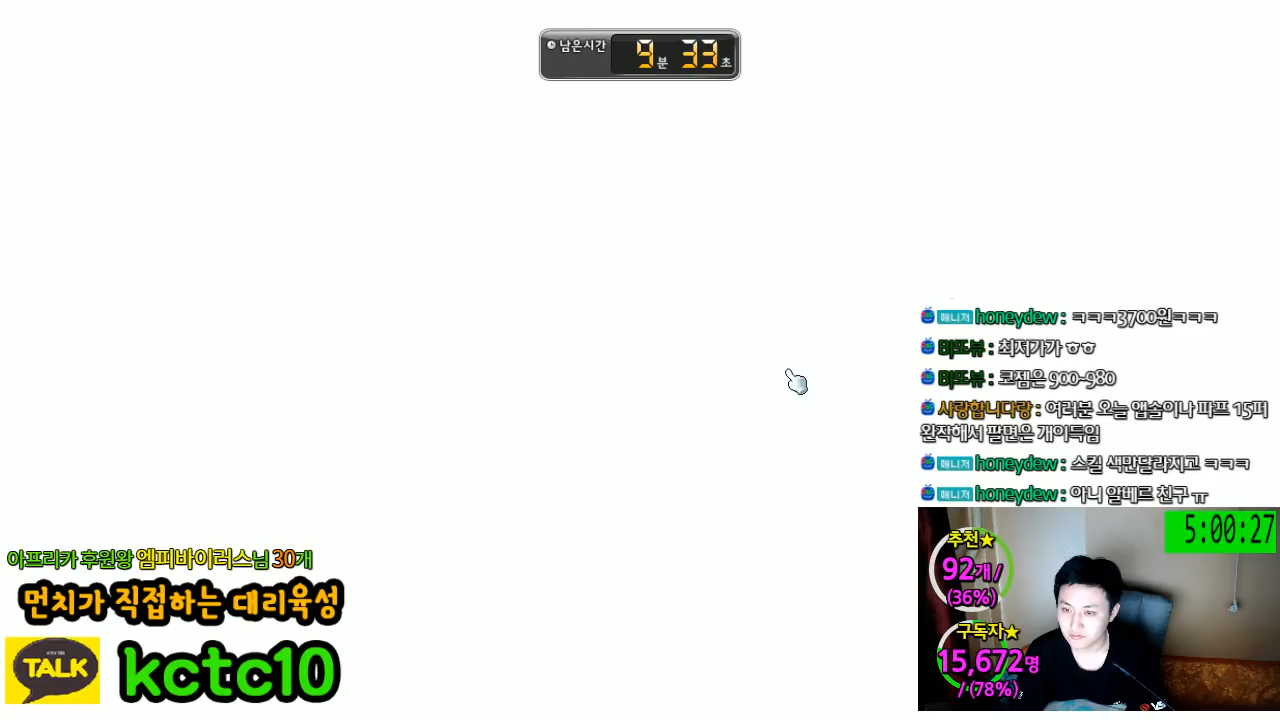 남은시간 9분 33초
honeydew : ㅋㅋㅋ3700원ㅋㅋㅋ
매니저
BJ또뷰 : 최저가가 ㅎㅎ
BJ또뷰 : 코젬은 900~980
사랑합니다랑 : 여러분 오늘 앱솔이나 파프 15퍼
완작해서 팔면은 개이득임
매니저 honeydew : 스킬 색만달라지고 ㅋㅋㅋ
매니저 honeydew : 아니 알베르 친구 ㅠ
5:00:27
추천★
92개/
(36%)
구독자★
15,672명
/ (78%)
아프리카 후원왕 엠피바이러스님 30개
먼치가 직접하는 대리육성
TALK
kctc10